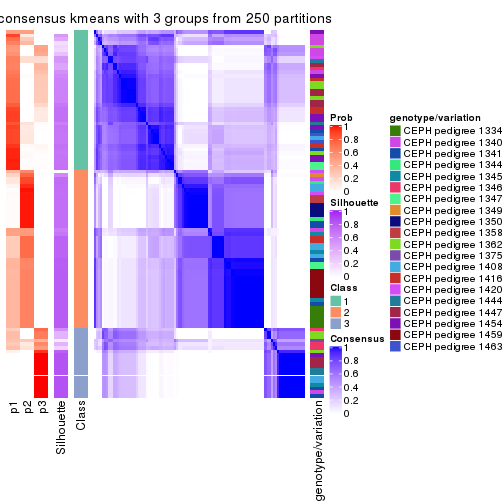 consensus kmeans with 3 groups from 250 partitions
Prob
1
0.8
0.6
0.4
0.2
0
Silhouette
1
0.8
0.6
0.4
0.2
0
Class
1
2
3
Consensus
1
0.8
0.6
0.4
0.2
0
genotype/variation
CEPH pedigree 1334
CEPH pedigree 1340
CEPH pedigree 1341
CEPH pedigree 1344
CEPH pedigree 1345
CEPH pedigree 1346
CEPH pedigree 1347
CEPH pedigree 1349
CEPH pedigree 1350
CEPH pedigree 1358
CEPH pedigree 1362
CEPH pedigree 1375
CEPH pedigree 1408
CEPH pedigree 1416
CEPH pedigree 1420
CEPH pedigree 1444
CEPH pedigree 1447
CEPH pedigree 1454
CEPH pedigree 1459
CEPH pedigree 1463
p1
p2
p3
Silhouette
Class
genotype/variation